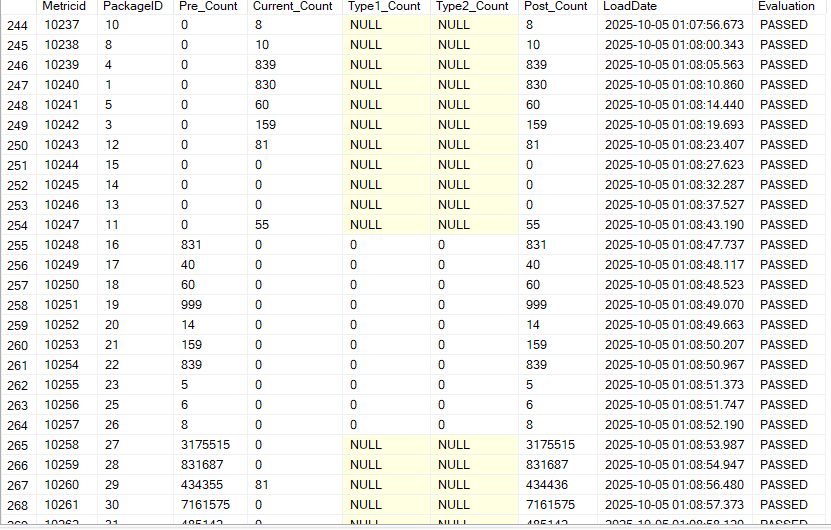 Metricid PackageID Pre_Count Current_Count Type1_Count Type2_Count Post_Count LoadDate Evaluation
244 10237 10 0 8 NULL NULL 8 2025-10-05 01:07:56.673 PASSED
245 10238 8 0 10 NULL NULL 10 2025-10-05 01:08:00.343 PASSED
246 10239 4 0 839 NULL NULL 839 2025-10-05 01:08:05.563 PASSED
247 10240 1 0 830 NULL NULL 830 2025-10-05 01:08:10.860 PASSED
248 10241 5 0 60 NULL NULL 60 2025-10-05 01:08:14.440 PASSED
249 10242 3 0 159 NULL NULL 159 2025-10-05 01:08:19.693 PASSED
250 10243 12 0 81 NULL NULL 81 2025-10-05 01:08:23.407 PASSED
251 10244 15 0 0 NULL NULL 0 2025-10-05 01:08:27.623 PASSED
252 10245 14 0 0 NULL NULL 0 2025-10-05 01:08:32.287 PASSED
253 10246 13 0 0 NULL NULL 0 2025-10-05 01:08:37.527 PASSED
254 10247 11 0 55 NULL NULL 55 2025-10-05 01:08:43.190 PASSED
255 10248 16 831 0 0 0 831 2025-10-05 01:08:47.737 PASSED
256 10249 17 40 0 0 0 40 2025-10-05 01:08:48.117 PASSED
257 10250 18 60 0 0 0 60 2025-10-05 01:08:48.523 PASSED
258 10251 19 999 0 0 0 999 2025-10-05 01:08:49.070 PASSED
259 10252 20 14 0 0 0 14 2025-10-05 01:08:49.663 PASSED
260 10253 21 159 0 0 0 159 2025-10-05 01:08:50.207 PASSED
261 10254 22 839 0 0 0 839 2025-10-05 01:08:50.967 PASSED
262 10255 23 5 0 0 0 5 2025-10-05 01:08:51.373 PASSED
263 10256 25 6 0 0 0 6 2025-10-05 01:08:51.747 PASSED
264 10257 26 8 0 0 0 8 2025-10-05 01:08:52.190 PASSED
265 10258 27 3175515 0 NULL NULL 3175515 2025-10-05 01:08:53.987 PASSED
266 10259 28 831687 0 NULL NULL 831687 2025-10-05 01:08:54.947 PASSED
267 10260 29 434355 81 NULL NULL 434436 2025-10-05 01:08:56.480 PASSED
268 10261 30 7161575 0 NULL NULL 7161575 2025-10-05 01:08:57.373 PASSED